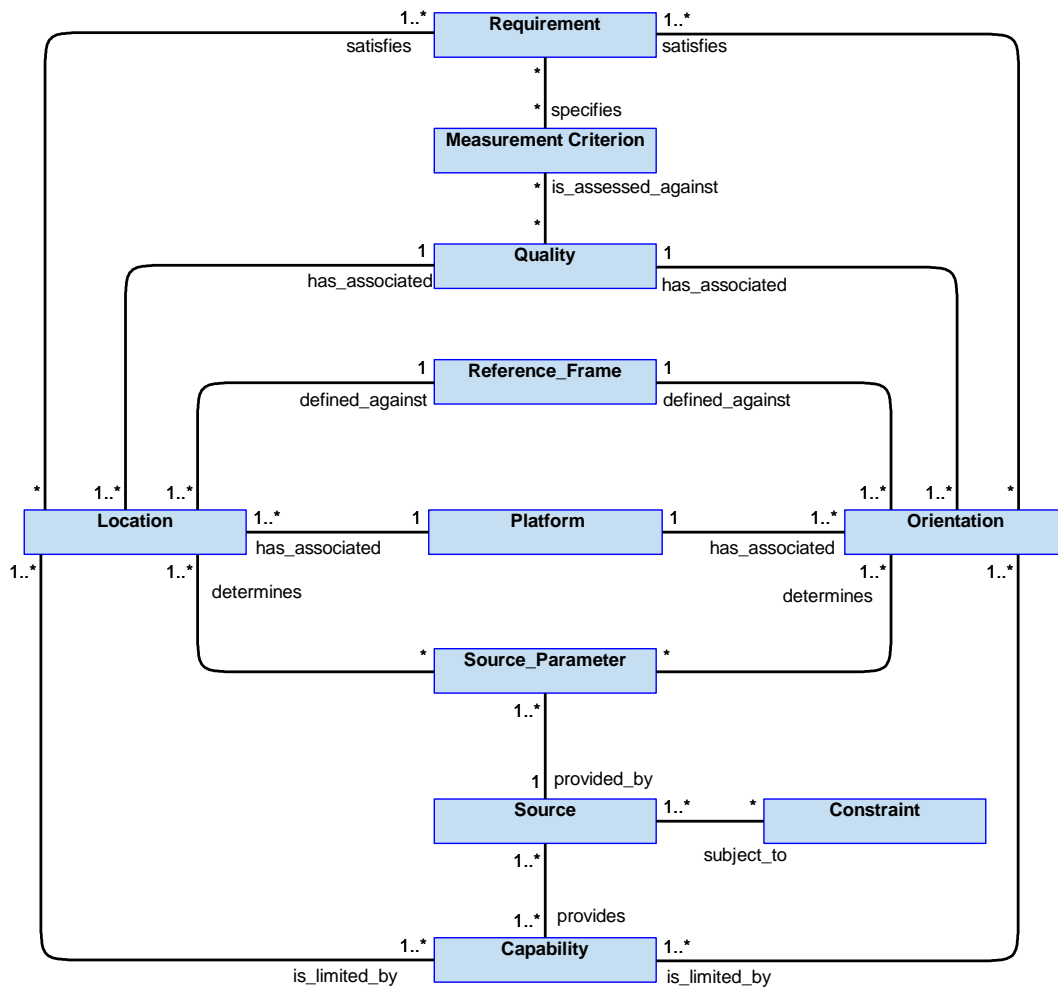 1..* Requirement 1..*
satisfies satisfies
*
* specifies
Measurement Criterion
* is_assessed_against
*
1 Quality 1
has_associated has_associated
1 Reference_Frame 1
defined_against defined_against
* 1..* 1..* 1..* 1..* *
Location 1..* 1 Platform 1 1..* Orientation
has_associated has_associated
1..* 1..* 1..* 1..*
determines determines
* Source_Parameter *
1..*
1 provided_by
Source 1..* * Constraint
1..* subject_to
1..* provides
1..* Capability 1..*
is_limited_by is_limited_by